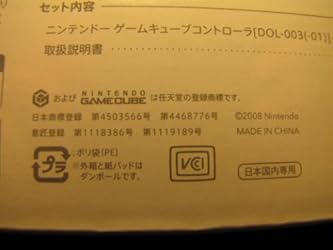 セット内容
ニンテンドー ゲームキューブコントローラ[DOL-003(-01)]
取扱説明書
および NINTENDO GAMECUBE は任天堂の登録商標です。
日本商標登録 第4503566号 第4468776号
意匠登録 第1118386号 第1119189号
©2008 Nintendo
MADE IN CHINA
プラ
:ポリ袋(PE)
※外箱と紙パッドは
ダンボールです。
VCI
日本国内専用